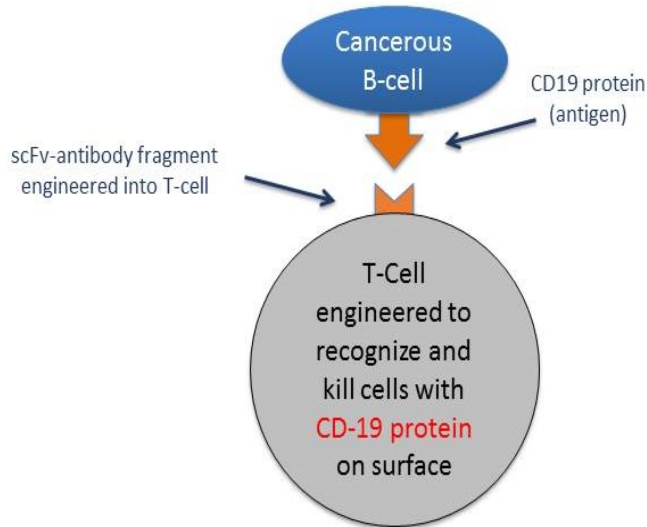 Cancerous
B-cell
CD19 protein
(antigen)
scFv-antibody fragment
engineered into T-cell
T-Cell
engineered to
recognize and
kill cells with
CD-19 protein
on surface